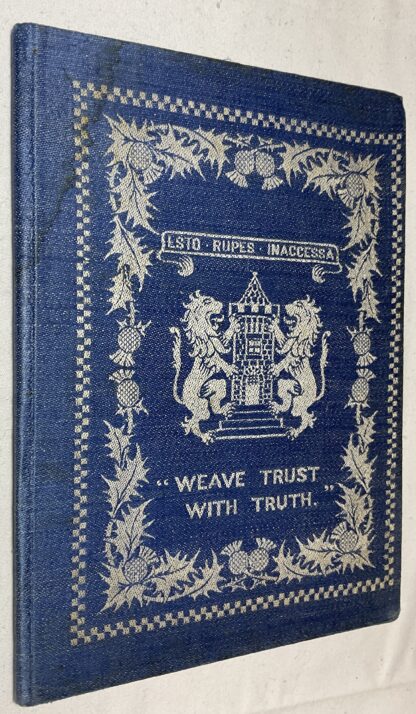 ESTO · RUPES · INACCESSA
"WEAVE TRUST
WITH TRUTH."